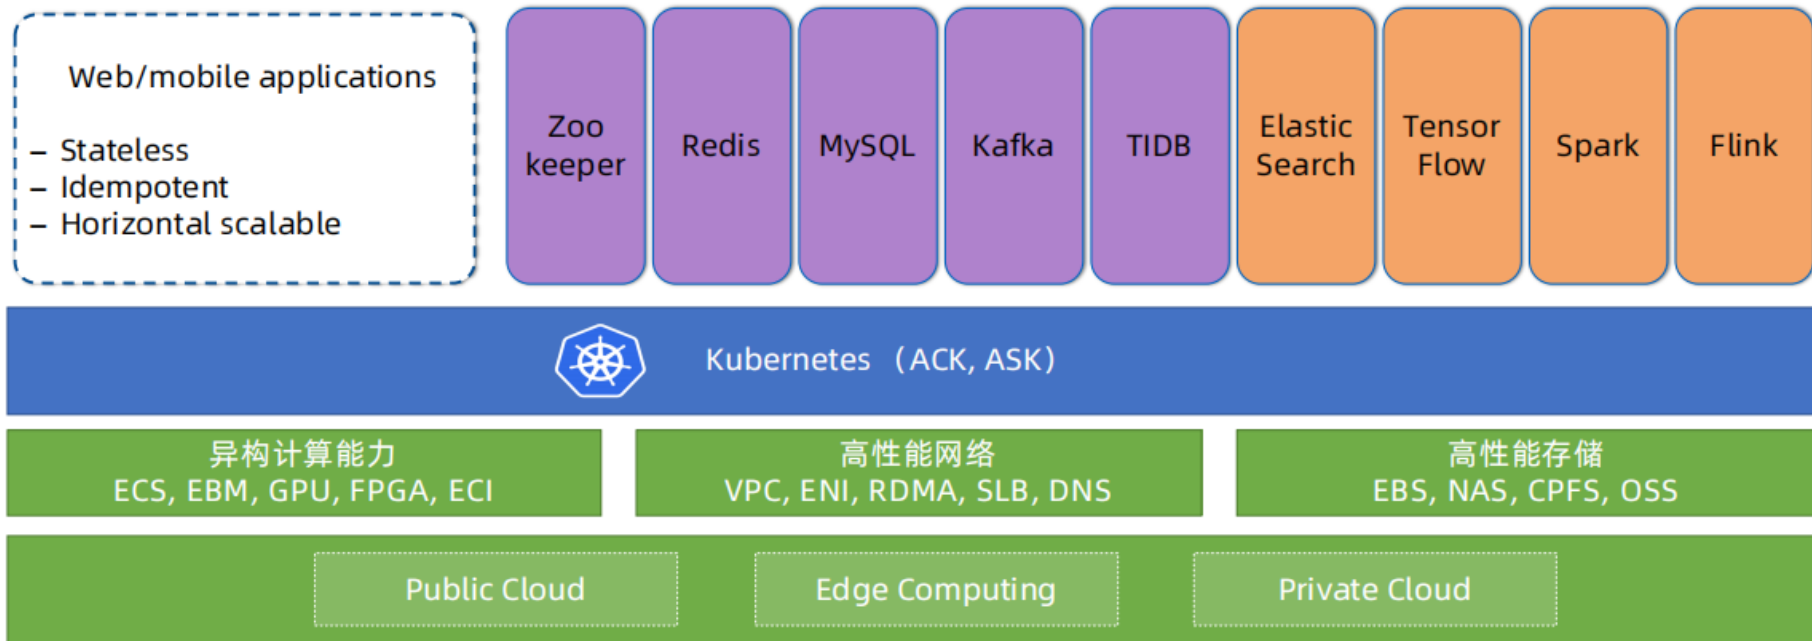 Web/mobile applications
– Stateless
– Idempotent
– Horizontal scalable
Zoo
keeper
Redis
MySQL
Kafka
TIDB
Elastic
Search
Tensor
Flow
Spark
Flink
Kubernetes （ACK, ASK）
异构计算能力
ECS, EBM, GPU, FPGA, ECI
高性能网络
VPC, ENI, RDMA, SLB, DNS
高性能存储
EBS, NAS, CPFS, OSS
Public Cloud
Edge Computing
Private Cloud